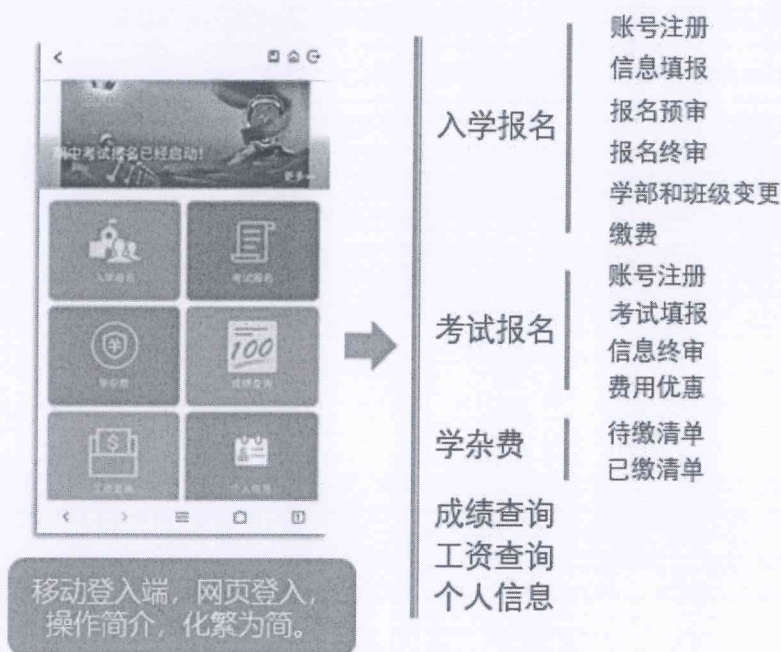 期中考试报名已经启动!
更多
入学报名
考试报名
学杂费
100
成绩查询
工资查询
个人信息
1
移动登入端，网页登入，
操作简介，化繁为简。
入学报名
账号注册
信息填报
报名预审
报名终审
学部和班级变更
缴费
考试报名
账号注册
考试填报
信息终审
费用优惠
学杂费
待缴清单
已缴清单
成绩查询
工资查询
个人信息